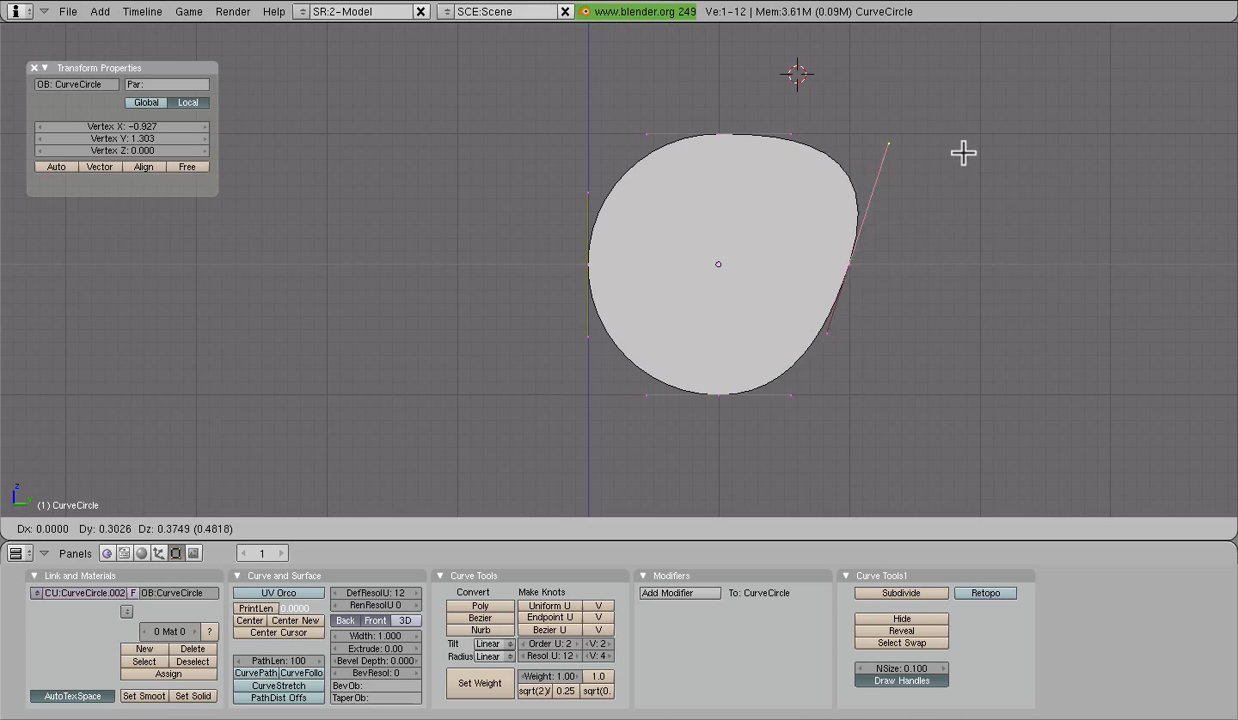 File Add Timeline Game Render Help SR:2-Model SCE:Scene www.blender.org 249 Ve:1-12 | Mem:3.61M (0.09M) CurveCircle
Transform Properties
OB: CurveCircle Par:
Global Local
Vertex X: -0.927
Vertex Y: 1.303
Vertex Z: 0.000
Auto Vector Align Free
z
y
(1) CurveCircle
Dx: 0.0000 Dy: 0.3026 Dz: 0.3749 (0.4818)
Panels 1
Link and Materials
CU:CurveCircle.002 F OB:CurveCircle
0 Mat 0 ?
New Delete
Select Deselect
Assign
AutoTexSpace Set Smoot Set Solid
Curve and Surface
UV Orco DefResolU: 12
PrintLen 0.0000 RenResolU 0
Center Center New Back Front 3D
Center Cursor Width: 1.000
Extrude: 0.00
PathLen: 100 Bevel Depth: 0.000
CurvePath CurveFollo BevResol: 0
CurveStretch BevOb:
PathDist Offs TaperOb:
Curve Tools
Convert Make Knots
Poly Uniform U V
Bezier Endpoint U V
Nurb Bezier U V
Tilt Linear Order U: 2 V: 2
Radius Linear Resol U: 12 V: 4
Set Weight Weight: 1.00 1.0
sqrt(2)/ 0.25 sqrt(0.
Modifiers
Add Modifier To: CurveCircle
Curve Tools1
Subdivide Retopo
Hide
Reveal
Select Swap
NSize: 0.100
Draw Handles